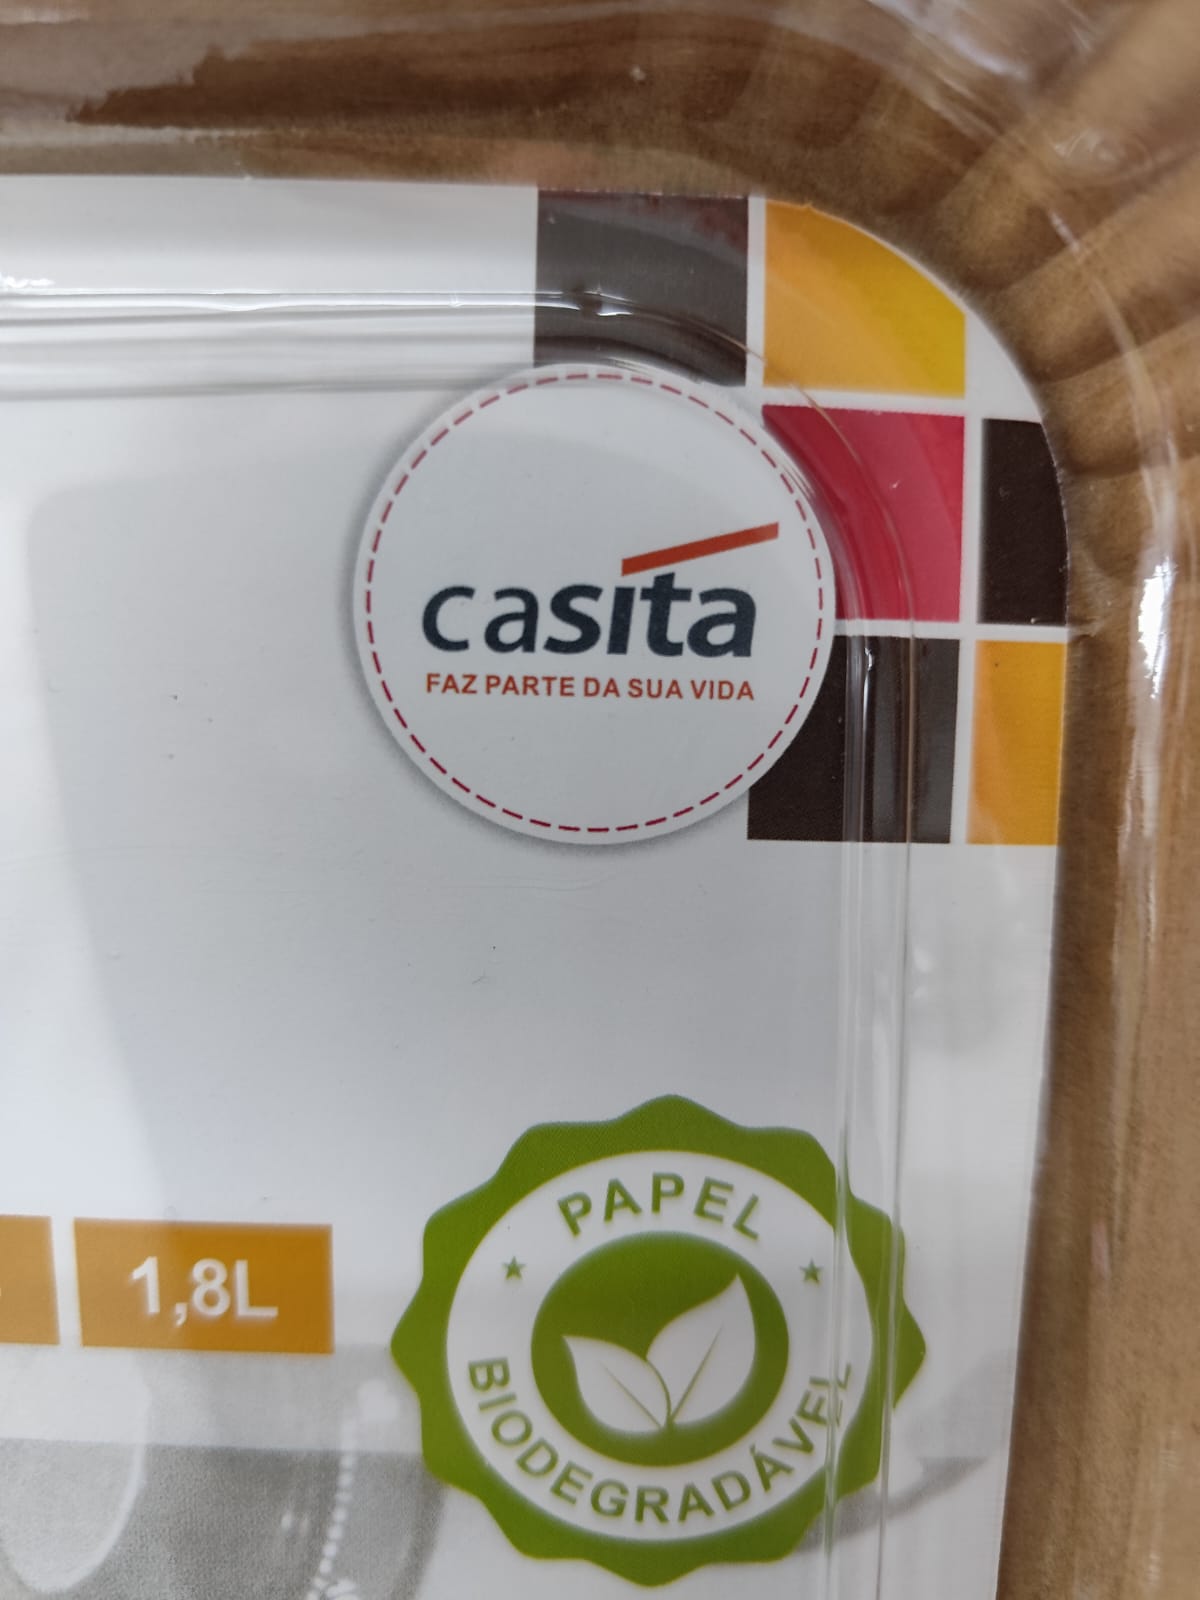 casita
FAZ PARTE DA SUA VIDA
1,8L
PAPEL
BIODEGRADÁVEL